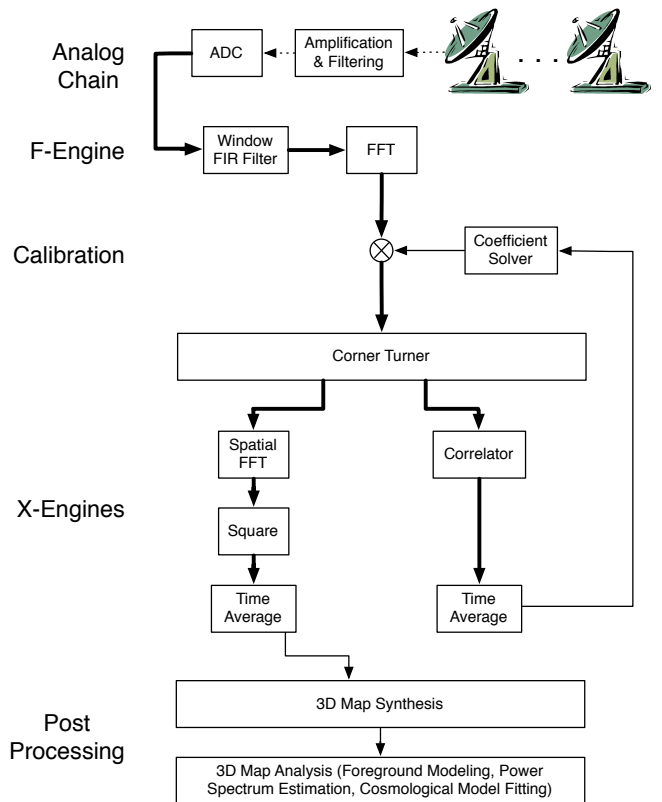 Analog
Chain
ADC
Amplification
& Filtering
. . .
F-Engine
Window
FIR Filter
FFT
Calibration
Coefficient
Solver
Corner Turner
Spatial
FFT
Correlator
X-Engines
Square
Time
Average
Time
Average
Post
Processing
3D Map Synthesis
3D Map Analysis (Foreground Modeling, Power
Spectrum Estimation, Cosmological Model Fitting)